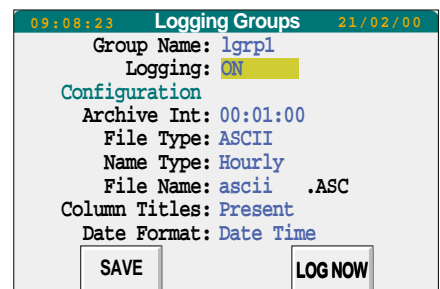 09:08:23 Logging Groups 21/02/00
Group Name: lgrp1
Logging: ON
Configuration
Archive Int: 00:01:00
File Type: ASCII
Name Type: Hourly
File Name: ascii .ASC
Column Titles: Present
Date Format: Date Time
SAVE LOG NOW